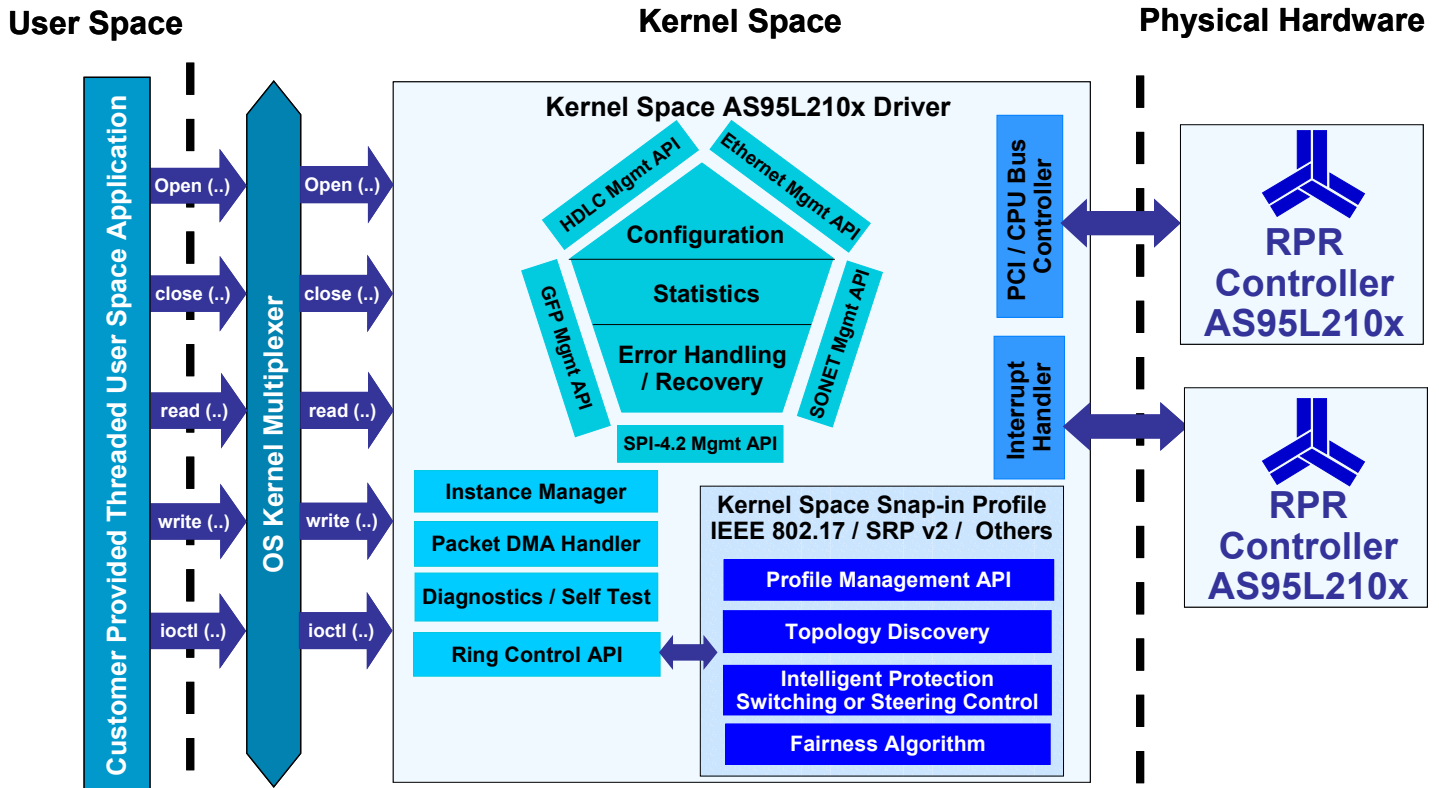 User Space
Kernel Space
Physical Hardware
Customer Provided Threaded User Space Application
Open (..)
close (..)
read (..)
write (..)
ioctl (..)
OS Kernel Multiplexer
Open (..)
close (..)
read (..)
write (..)
ioctl (..)
Kernel Space AS95L210x Driver
HDLC Mgmt API
Ethernet Mgmt API
GFP Mgmt API
SONET Mgmt API
SPI-4.2 Mgmt API
Configuration
Statistics
Error Handling
/ Recovery
Instance Manager
Packet DMA Handler
Diagnostics / Self Test
Ring Control API
Kernel Space Snap-in Profile
IEEE 802.17 / SRP v2 / Others
Profile Management API
Topology Discovery
Intelligent Protection
Switching or Steering Control
Fairness Algorithm
PCI / CPU Bus
Controller
Interrupt
Handler
RPR
Controller
AS95L210x
RPR
Controller
AS95L210x